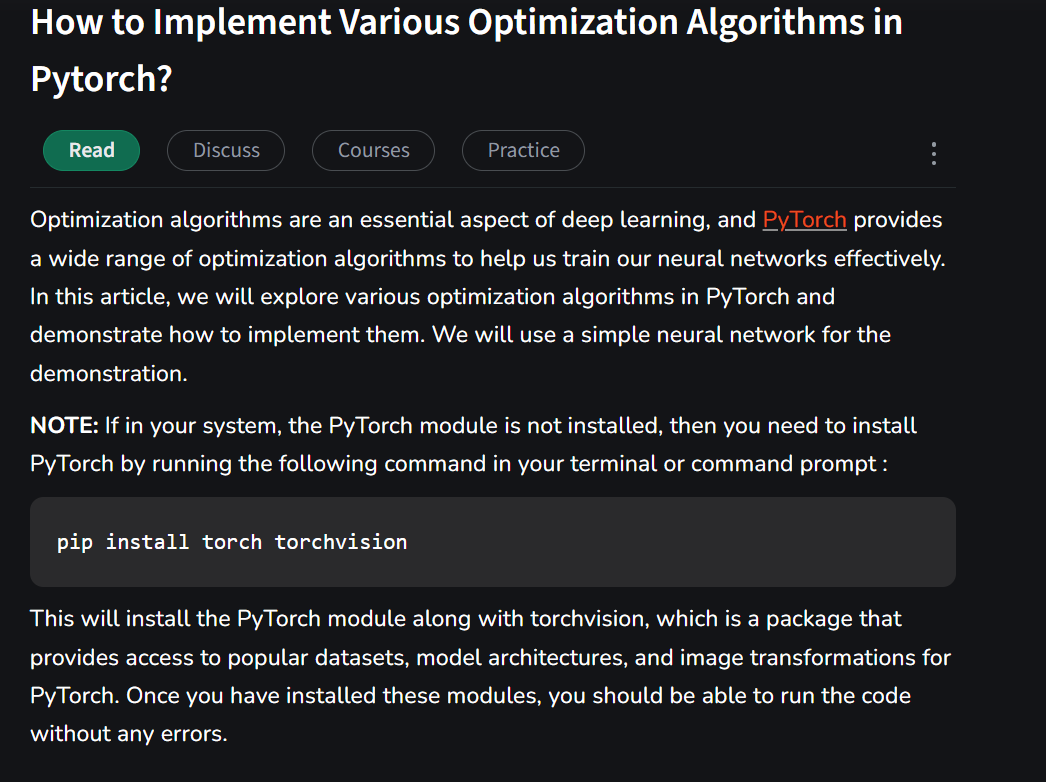 How to Implement Various Optimization Algorithms in
Pytorch?
Read Discuss Courses Practice
Optimization algorithms are an essential aspect of deep learning, and PyTorch provides
a wide range of optimization algorithms to help us train our neural networks effectively.
In this article, we will explore various optimization algorithms in PyTorch and
demonstrate how to implement them. We will use a simple neural network for the
demonstration.
NOTE: If in your system, the PyTorch module is not installed, then you need to install
PyTorch by running the following command in your terminal or command prompt :
pip install torch torchvision
This will install the PyTorch module along with torchvision, which is a package that
provides access to popular datasets, model architectures, and image transformations for
PyTorch. Once you have installed these modules, you should be able to run the code
without any errors.